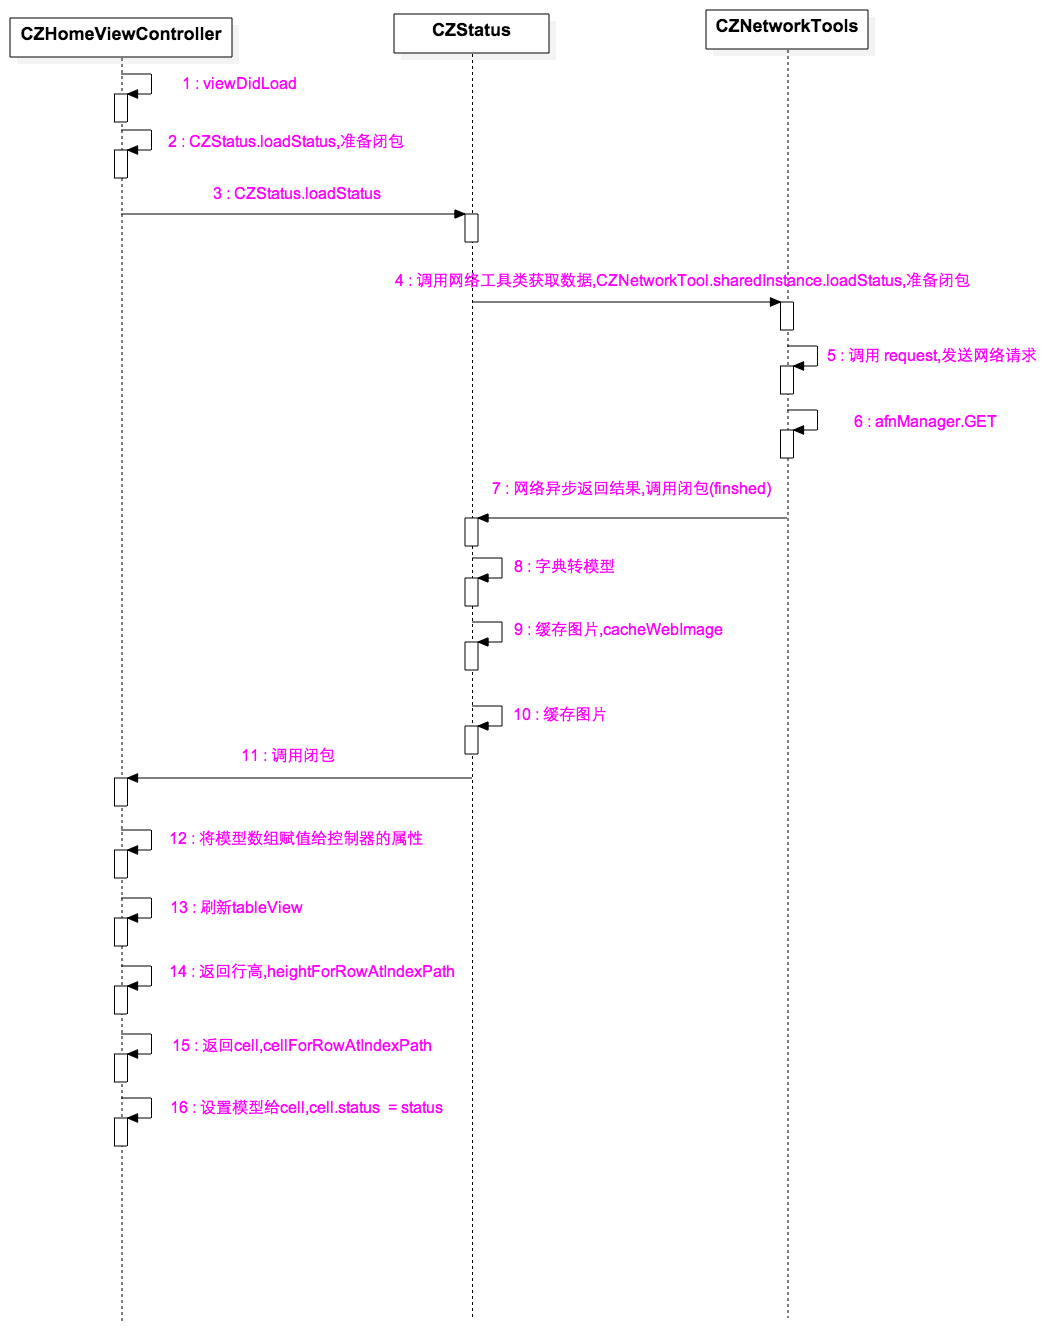 CZHomeViewController
CZStatus
CZNetworkTools
1 : viewDidLoad
2 : CZStatus.loadStatus,准备闭包
3 : CZStatus.loadStatus
4 : 调用网络工具类获取数据,CZNetworkTool.sharedInstance.loadStatus,准备闭包
5 : 调用 request,发送网络请求
6 : afnManager.GET
7 : 网络异步返回结果,调用闭包(finshed)
8 : 字典转模型
9 : 缓存图片,cacheWebImage
10 : 缓存图片
11 : 调用闭包
12 : 将模型数组赋值给控制器的属性
13 : 刷新tableView
14 : 返回行高,heightForRowAtIndexPath
15 : 返回cell,cellForRowAtIndexPath
16 : 设置模型给cell,cell.status = status